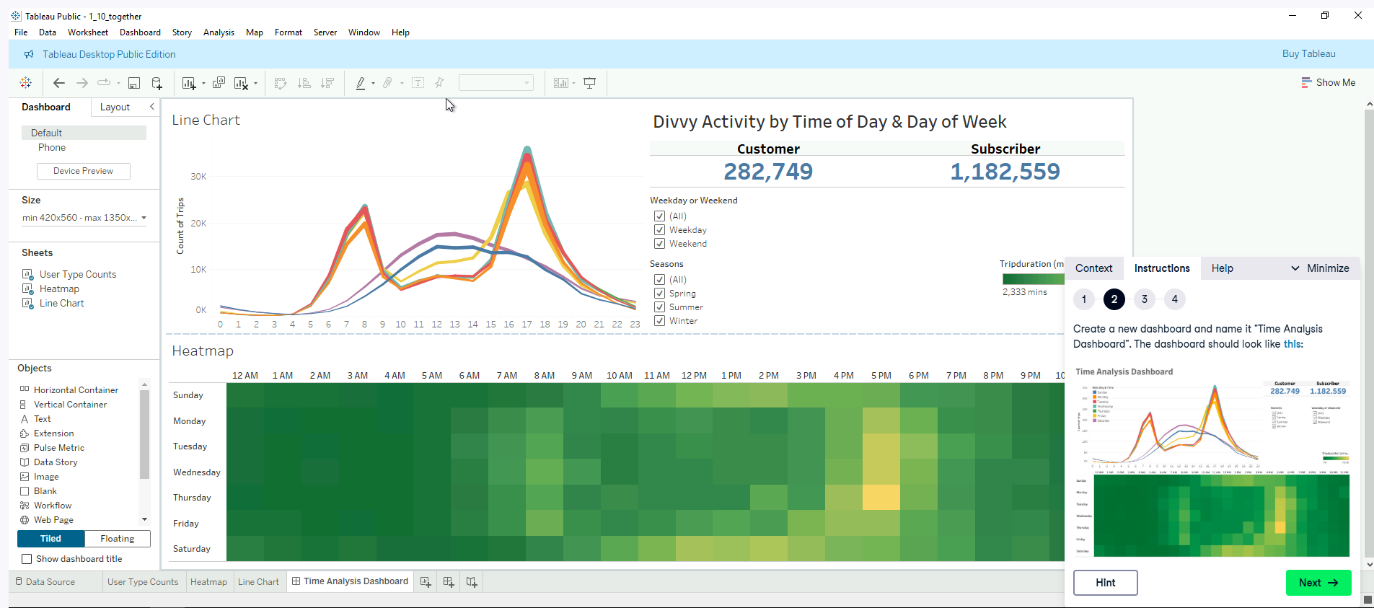 Tableau Public - 1_10_together
File Data Worksheet Dashboard Story Analysis Map Format Server Window Help
Tableau Desktop Public Edition
Buy Tableau
Show Me
Dashboard Layout
Default
Phone
Device Preview
Size
min 420x560 - max 1350x...
Sheets
User Type Counts
Heatmap
Line Chart
Objects
Horizontal Container
Vertical Container
Text
Extension
Pulse Metric
Data Story
Image
Blank
Workflow
Web Page
Tiled Floating
Show dashboard title
Line Chart
Count of Trips
30K
20K
10K
0K
0 1 2 3 4 5 6 7 8 9 10 11 12 13 14 15 16 17 18 19 20 21 22 23
Divvy Activity by Time of Day & Day of Week
Customer Subscriber
282,749 1,182,559
Weekday or Weekend
(All)
Weekday
Weekend
Seasons
(All)
Spring
Summer
Winter
Tripduration (m
2,333 mins
Heatmap
12 AM 1 AM 2 AM 3 AM 4 AM 5 AM 6 AM 7 AM 8 AM 9 AM 10 AM 11 AM 12 PM 1 PM 2 PM 3 PM 4 PM 5 PM 6 PM 7 PM 8 PM 9 PM 10
Sunday
Monday
Tuesday
Wednesday
Thursday
Friday
Saturday
Context Instructions Help Minimize
1 2 3 4
Create a new dashboard and name it "Time Analysis
Dashboard". The dashboard should look like this:
Time Analysis Dashboard
Customer Subscriber
282,749 1,182,559
Hint Next →
Data Source User Type Counts Heatmap Line Chart Time Analysis Dashboard